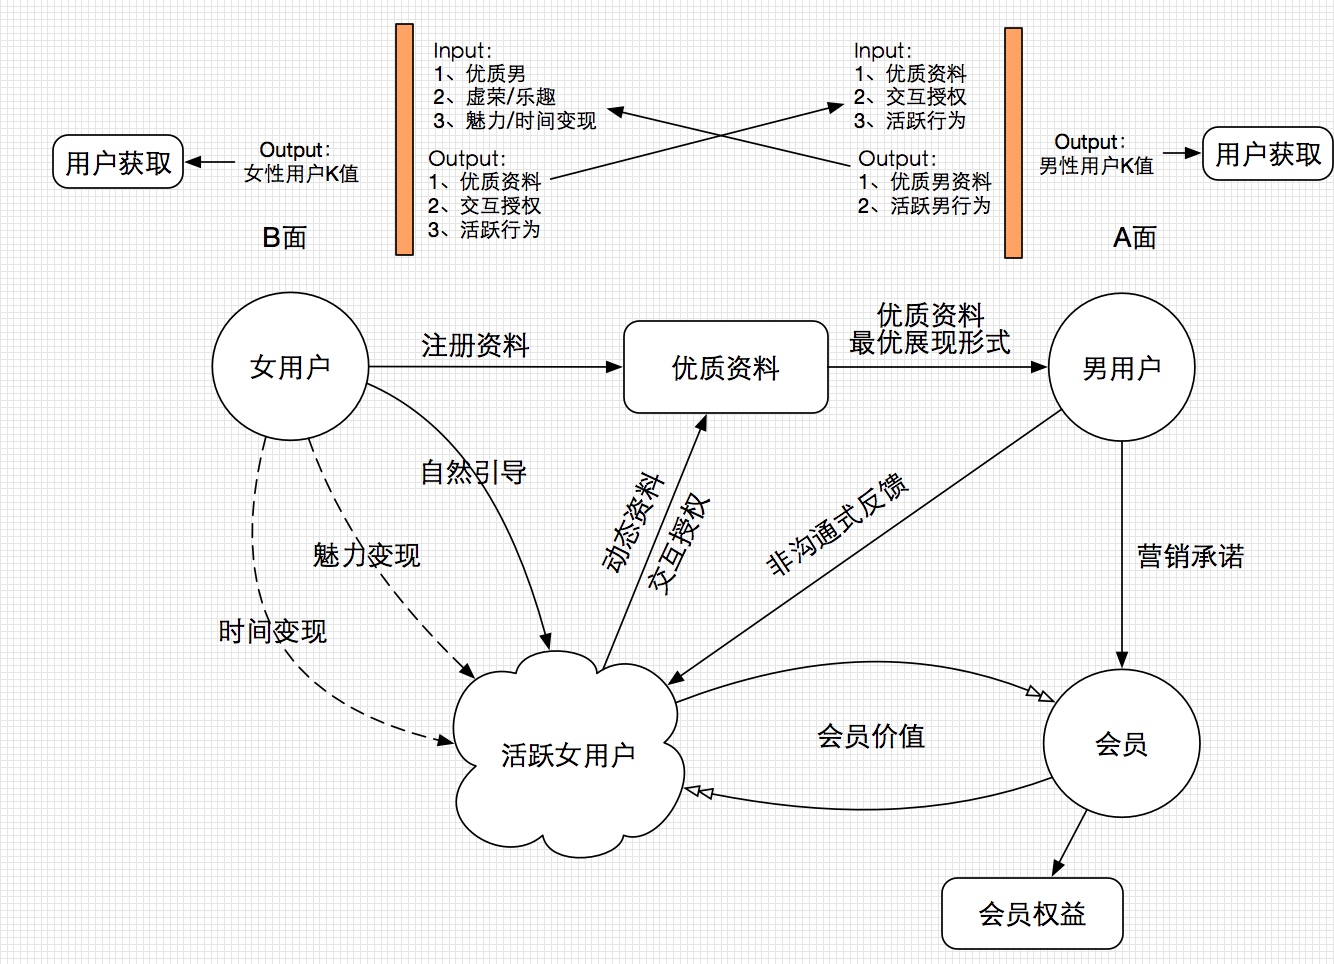 Input：
1、优质男
2、虚荣/乐趣
3、魅力/时间变现
Output：
1、优质资料
2、交互授权
3、活跃行为
Input：
1、优质资料
2、交互授权
3、活跃行为
Output：
1、优质男资料
2、活跃男行为
用户获取
Output：
女性用户K值
B面
Output：
男性用户K值
用户获取
A面
女用户
注册资料
优质资料
优质资料
最优展现形式
男用户
自然引导
魅力变现
时间变现
动态资料
交互授权
非沟通式反馈
营销承诺
活跃女用户
会员价值
会员
会员权益